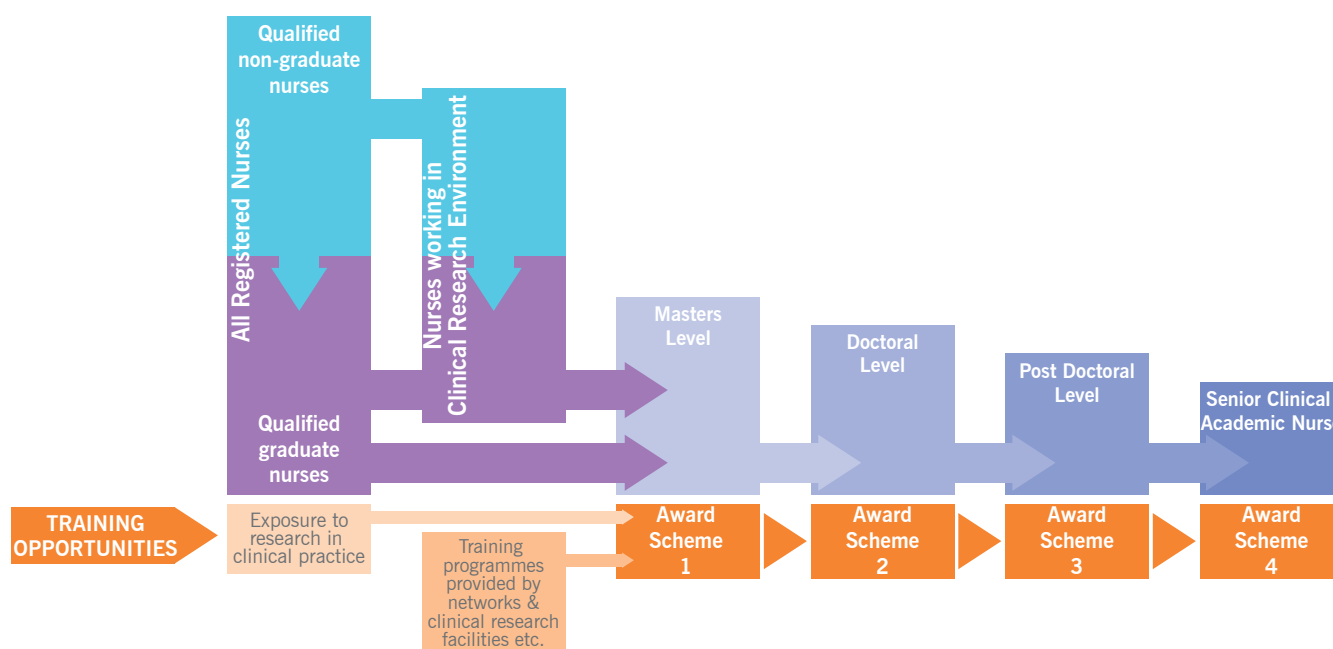 Qualified
non-graduate
nurses
All Registered Nurses
Qualified
graduate
nurses
Nurses working in
Clinical Research Environment
Masters
Level
Doctoral
Level
Post Doctoral
Level
Senior Clinical
Academic Nurs
TRAINING
OPPORTUNITIES
Exposure to
research in
clinical practice
Training
programmes
provided by
networks &
clinical research
facilities etc.
Award
Scheme
1
Award
Scheme
2
Award
Scheme
3
Award
Scheme
4